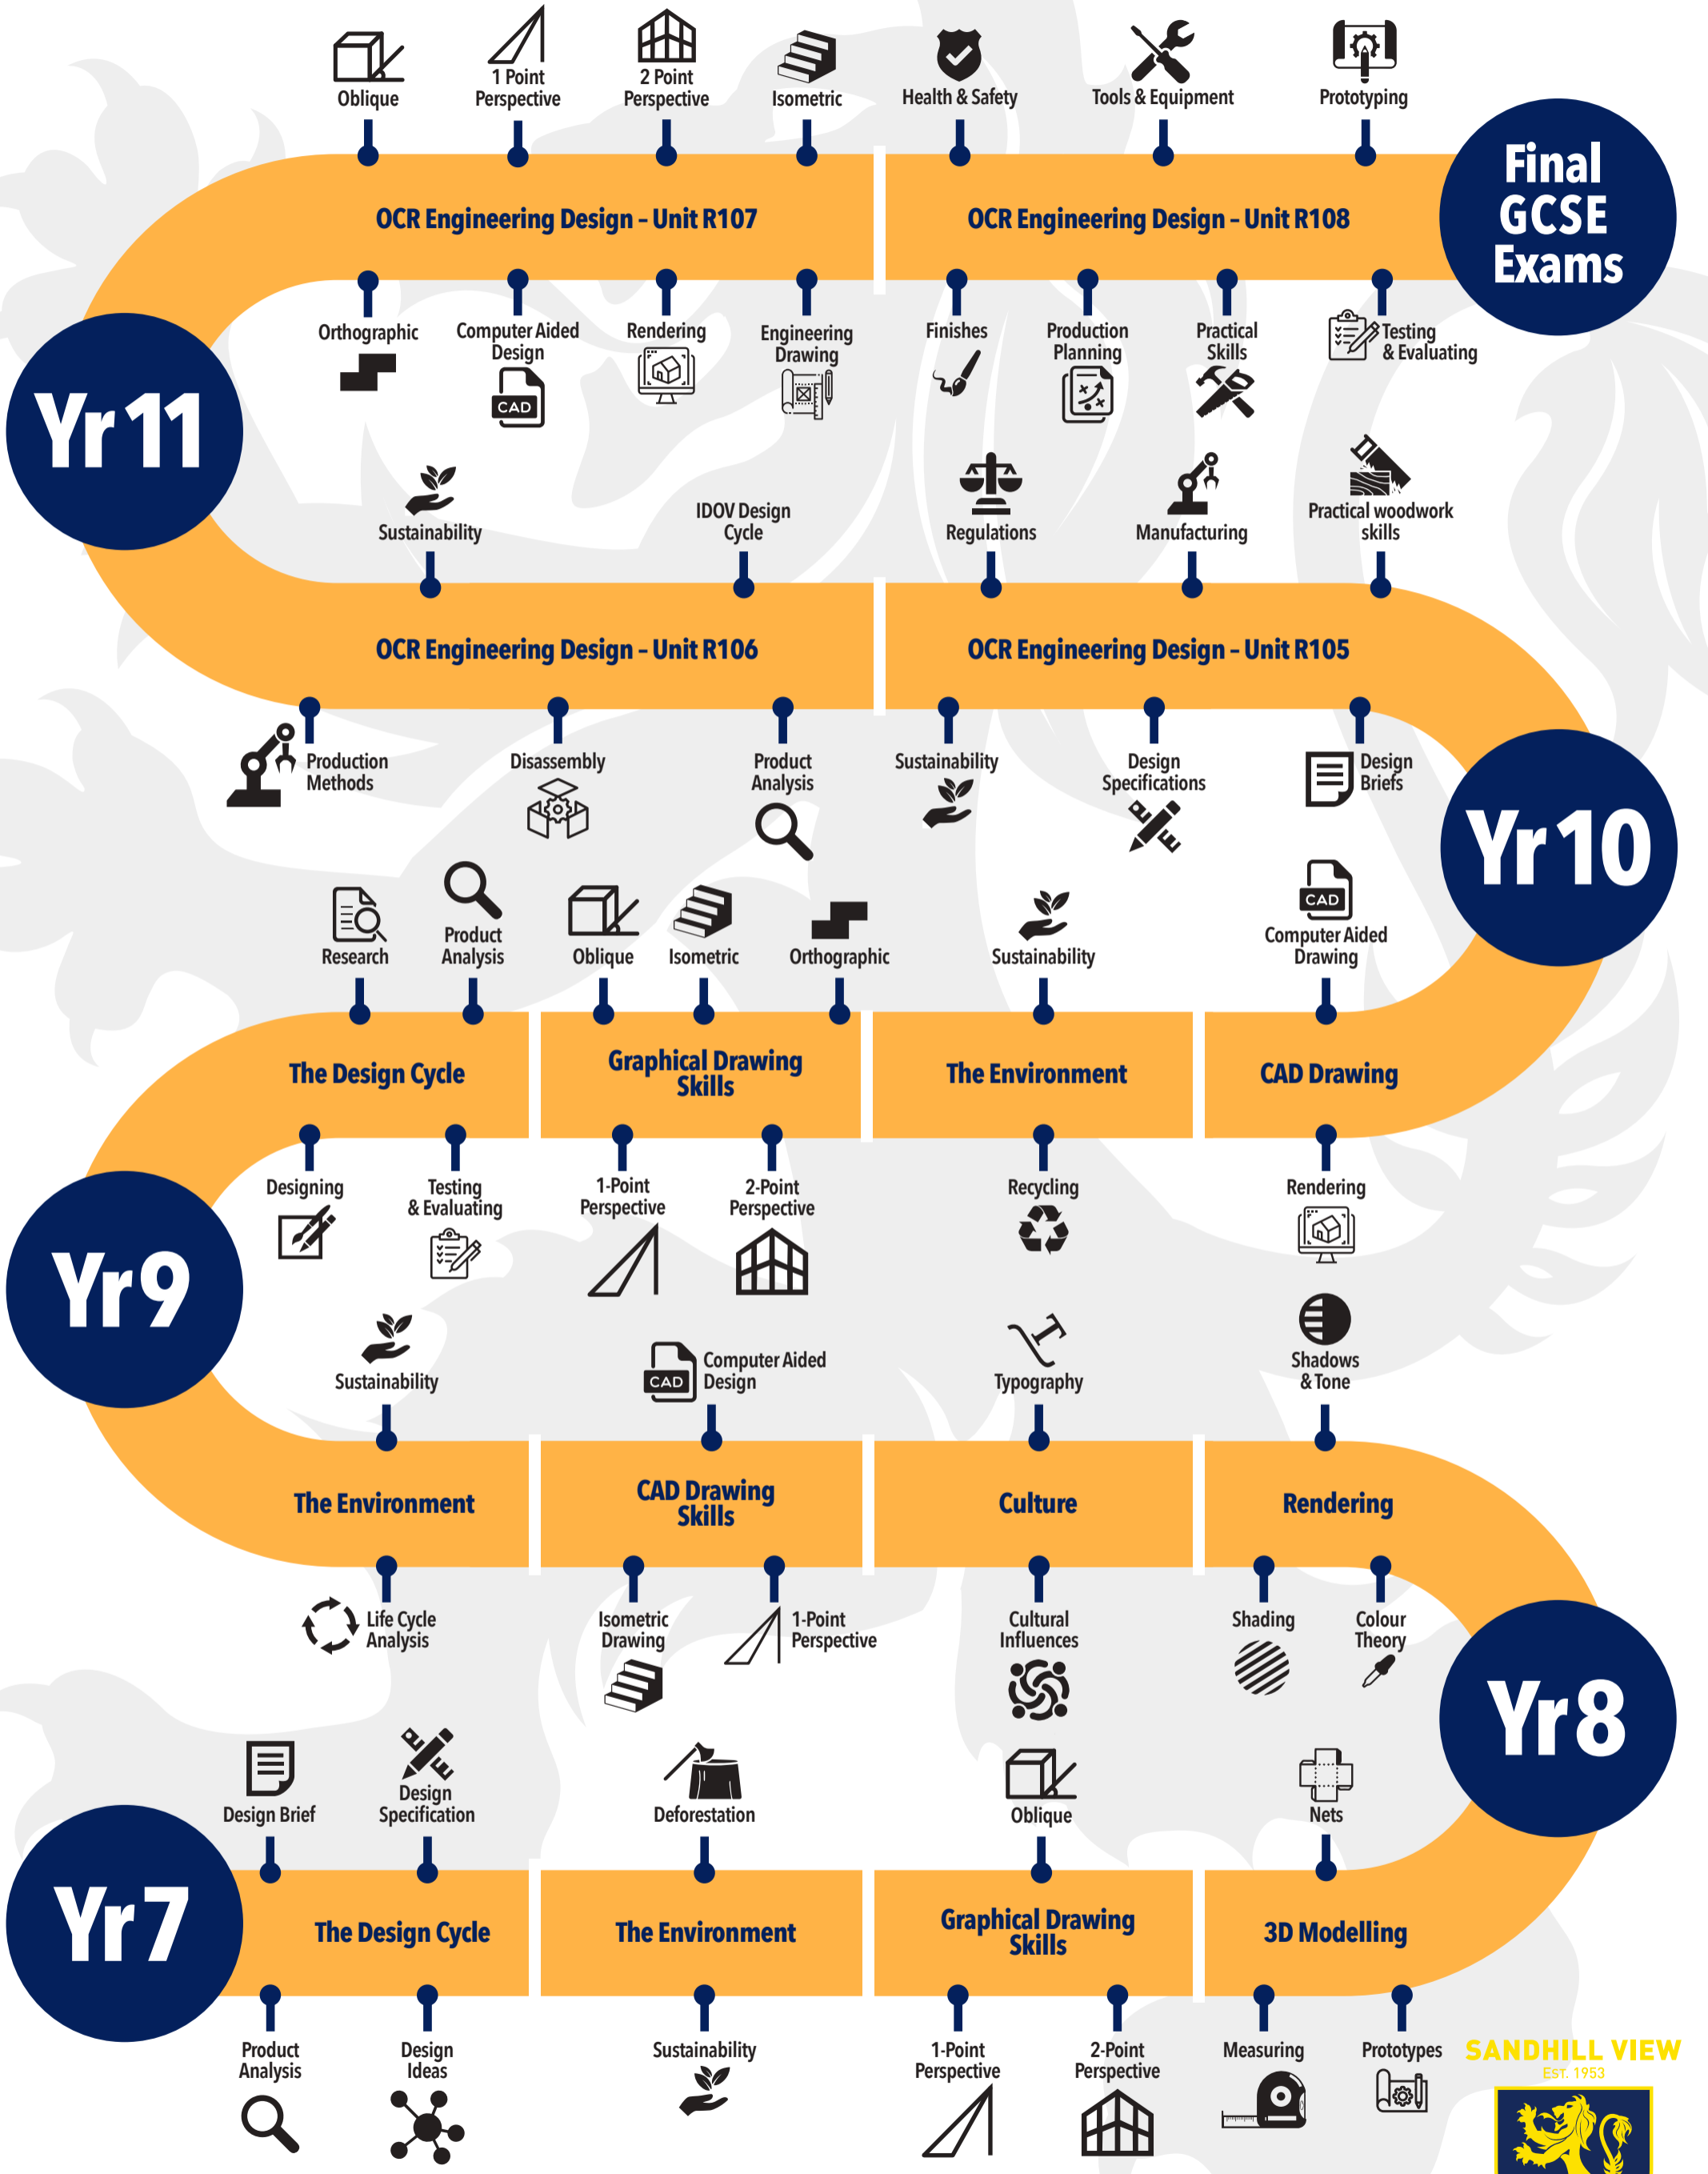 Oblique
1 Point
Perspective
2 Point
Perspective
Isometric
Health & Safety
Tools & Equipment
Prototyping
OCR Engineering Design – Unit R107
OCR Engineering Design – Unit R108
Final
GCSE
Exams
Orthographic
Computer Aided
Design
CAD
Rendering
Engineering
Drawing
Finishes
Production
Planning
Practical
Skills
Testing
& Evaluating
Yr 11
Sustainability
IDOV Design
Cycle
Regulations
Manufacturing
Practical woodwork
skills
OCR Engineering Design – Unit R106
OCR Engineering Design – Unit R105
Production
Methods
Disassembly
Product
Analysis
Sustainability
Design
Specifications
Design
Briefs
Yr 10
Research
Product
Analysis
Oblique
Isometric
Orthographic
Sustainability
CAD
Computer Aided
Drawing
The Design Cycle
Graphical Drawing
Skills
The Environment
CAD Drawing
Designing
Testing
& Evaluating
1-Point
Perspective
2-Point
Perspective
Recycling
Rendering
Yr 9
Sustainability
CAD
Computer Aided
Design
Typography
Shadows
& Tone
The Environment
CAD Drawing
Skills
Culture
Rendering
Life Cycle
Analysis
Isometric
Drawing
1-Point
Perspective
Cultural
Influences
Shading
Colour
Theory
Yr 8
Design Brief
Design
Specification
Deforestation
Oblique
Nets
Yr 7
The Design Cycle
The Environment
Graphical Drawing
Skills
3D Modelling
Product
Analysis
Design
Ideas
Sustainability
1-Point
Perspective
2-Point
Perspective
Measuring
Prototypes
SANDHILL VIEW
EST. 1953